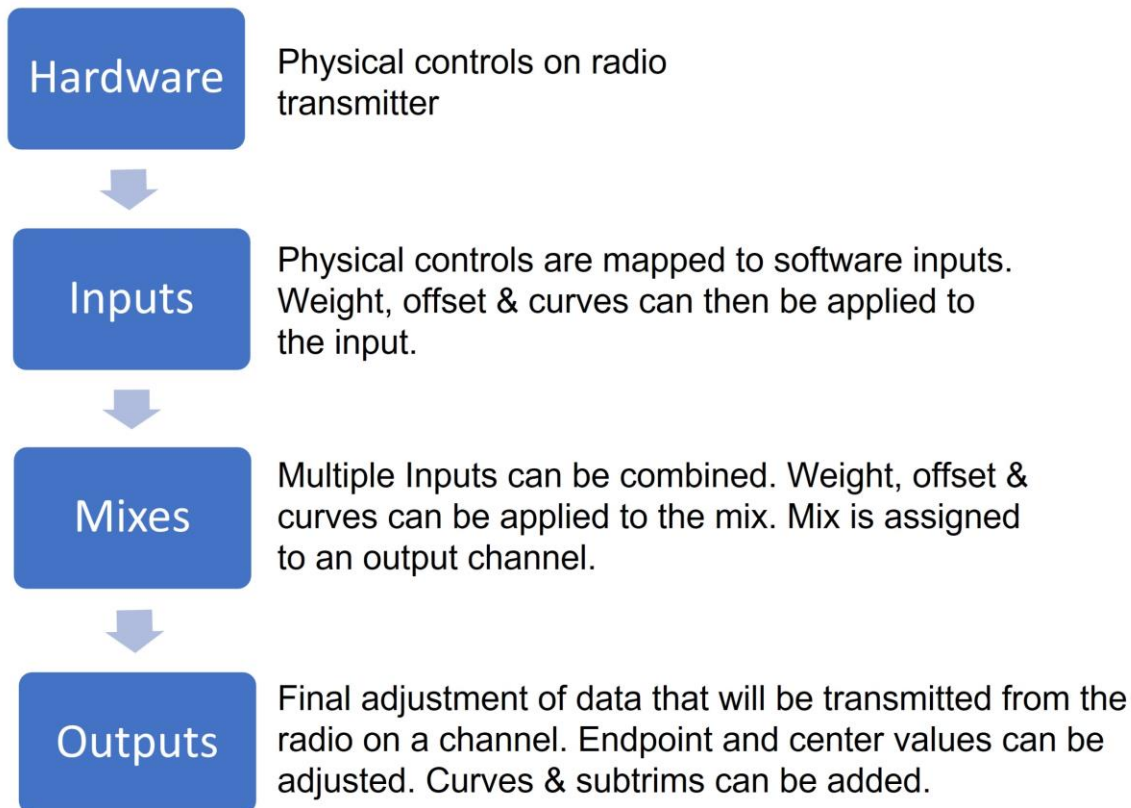 Hardware
Physical controls on radio
transmitter
Inputs
Physical controls are mapped to software inputs.
Weight, offset & curves can then be applied to
the input.
Mixes
Multiple Inputs can be combined. Weight, offset &
curves can be applied to the mix. Mix is assigned
to an output channel.
Outputs
Final adjustment of data that will be transmitted from the
radio on a channel. Endpoint and center values can be
adjusted. Curves & subtrims can be added.